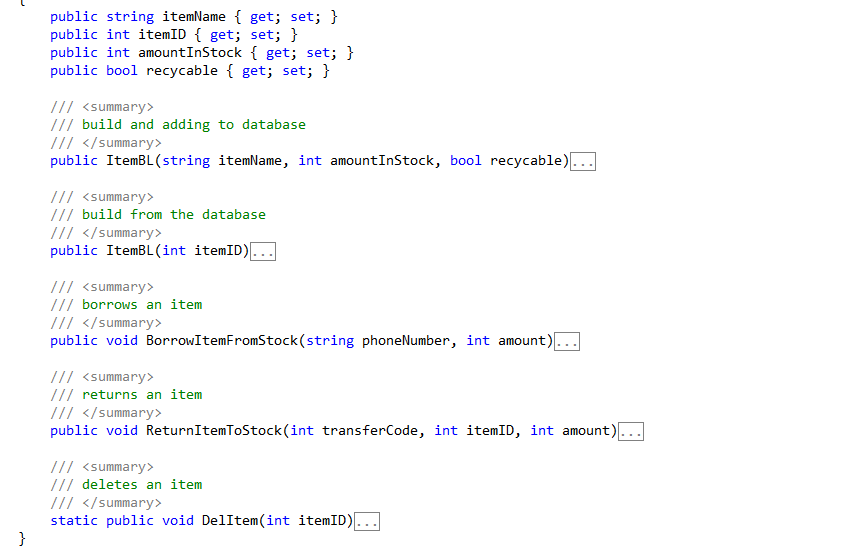 {
public string itemName { get; set; }
public int itemID { get; set; }
public int amountInStock { get; set; }
public bool recycable { get; set; }
/// <summary>
/// build and adding to database
/// </summary>
public ItemBL(string itemName, int amountInStock, bool recycable)...
/// <summary>
/// build from the database
/// </summary>
public ItemBL(int itemID)...
/// <summary>
/// borrows an item
/// </summary>
public void BorrowItemFromStock(string phoneNumber, int amount)...
/// <summary>
/// returns an item
/// </summary>
public void ReturnItemToStock(int transferCode, int itemID, int amount)...
/// <summary>
/// deletes an item
/// </summary>
static public void DelItem(int itemID)...
}